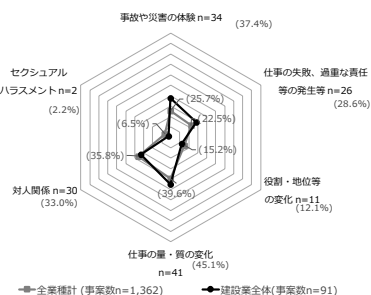 事故や災害の体験 n=34
(37.4%)
セクシュアル
ハラスメント n=2
(2.2%)
仕事の失敗、過重な責任
等の発生等 n=26
(28.6%)
(25.7%)
(22.5%)
(6.5%)
(15.2%)
(35.8%)
(39.6%)
対人関係 n=30
(33.0%)
役割・地位等
の変化 n=11
(12.1%)
仕事の量・質の変化
n=41
(45.1%)
全業種計 (事案数n=1,362)
建設業全体(事案数n=91)